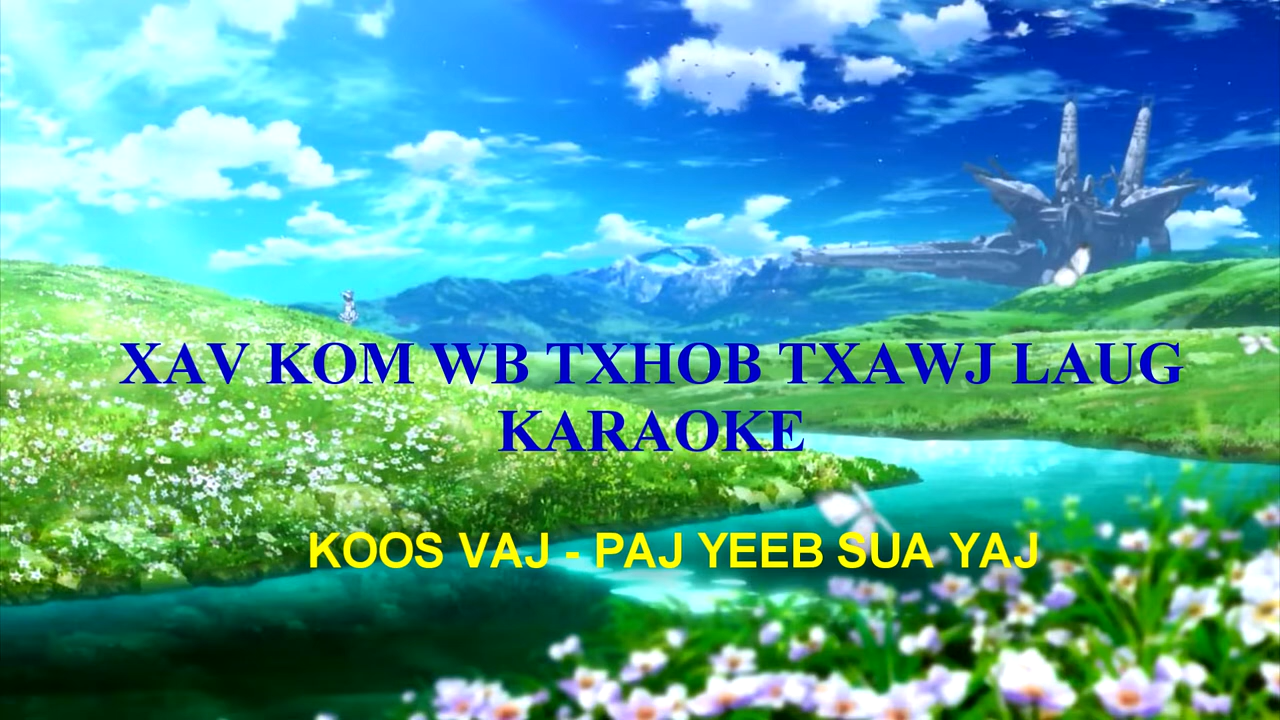 XAV KOM WB TXHOB TXAWJ LAUG
KARAOKE
KOOS VAJ - PAJ YEEB SUA YAJ